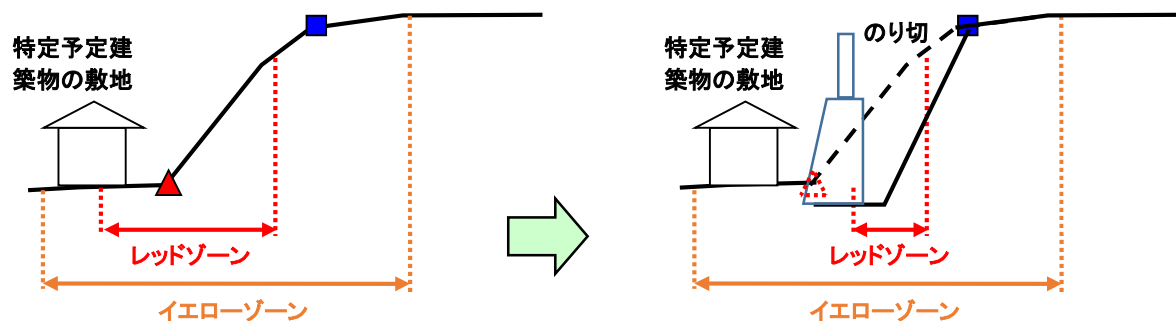 特定予定建
築物の敷地
レッドゾーン
イエローゾーン
のり切
特定予定建
築物の敷地
レッドゾーン
イエローゾーン